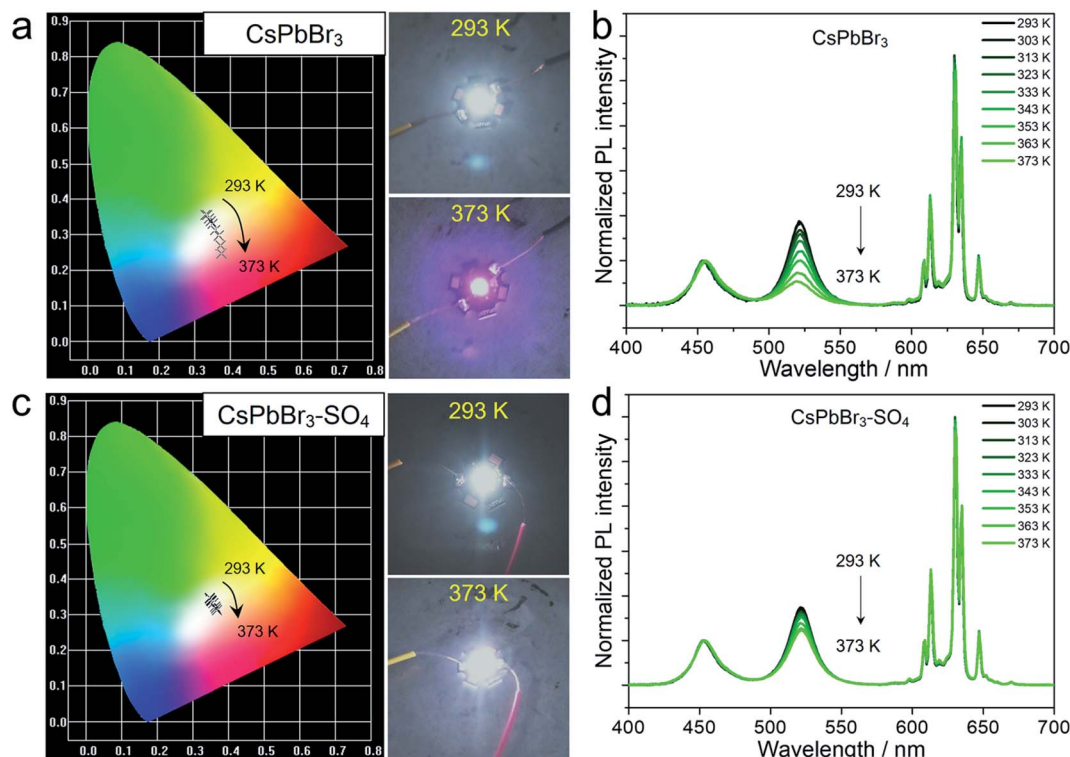 a
CsPbBr₃
0.9
0.8
0.7
0.6
0.5
0.4
0.3
0.2
0.1
0.0
0.0 0.1 0.2 0.3 0.4 0.5 0.6 0.7 0.8
293 K
373 K
293 K
373 K
b
CsPbBr₃
Normalized PL intensity
293 K
373 K
293 K
303 K
313 K
323 K
333 K
343 K
353 K
363 K
373 K
400 450 500 550 600 650 700
Wavelength / nm
c
CsPbBr₃-SO₄
0.9
0.8
0.7
0.6
0.5
0.4
0.3
0.2
0.1
0.0
0.0 0.1 0.2 0.3 0.4 0.5 0.6 0.7 0.8
293 K
373 K
293 K
373 K
d
CsPbBr₃-SO₄
Normalized PL intensity
293 K
373 K
293 K
303 K
313 K
323 K
333 K
343 K
353 K
363 K
373 K
400 450 500 550 600 650 700
Wavelength / nm